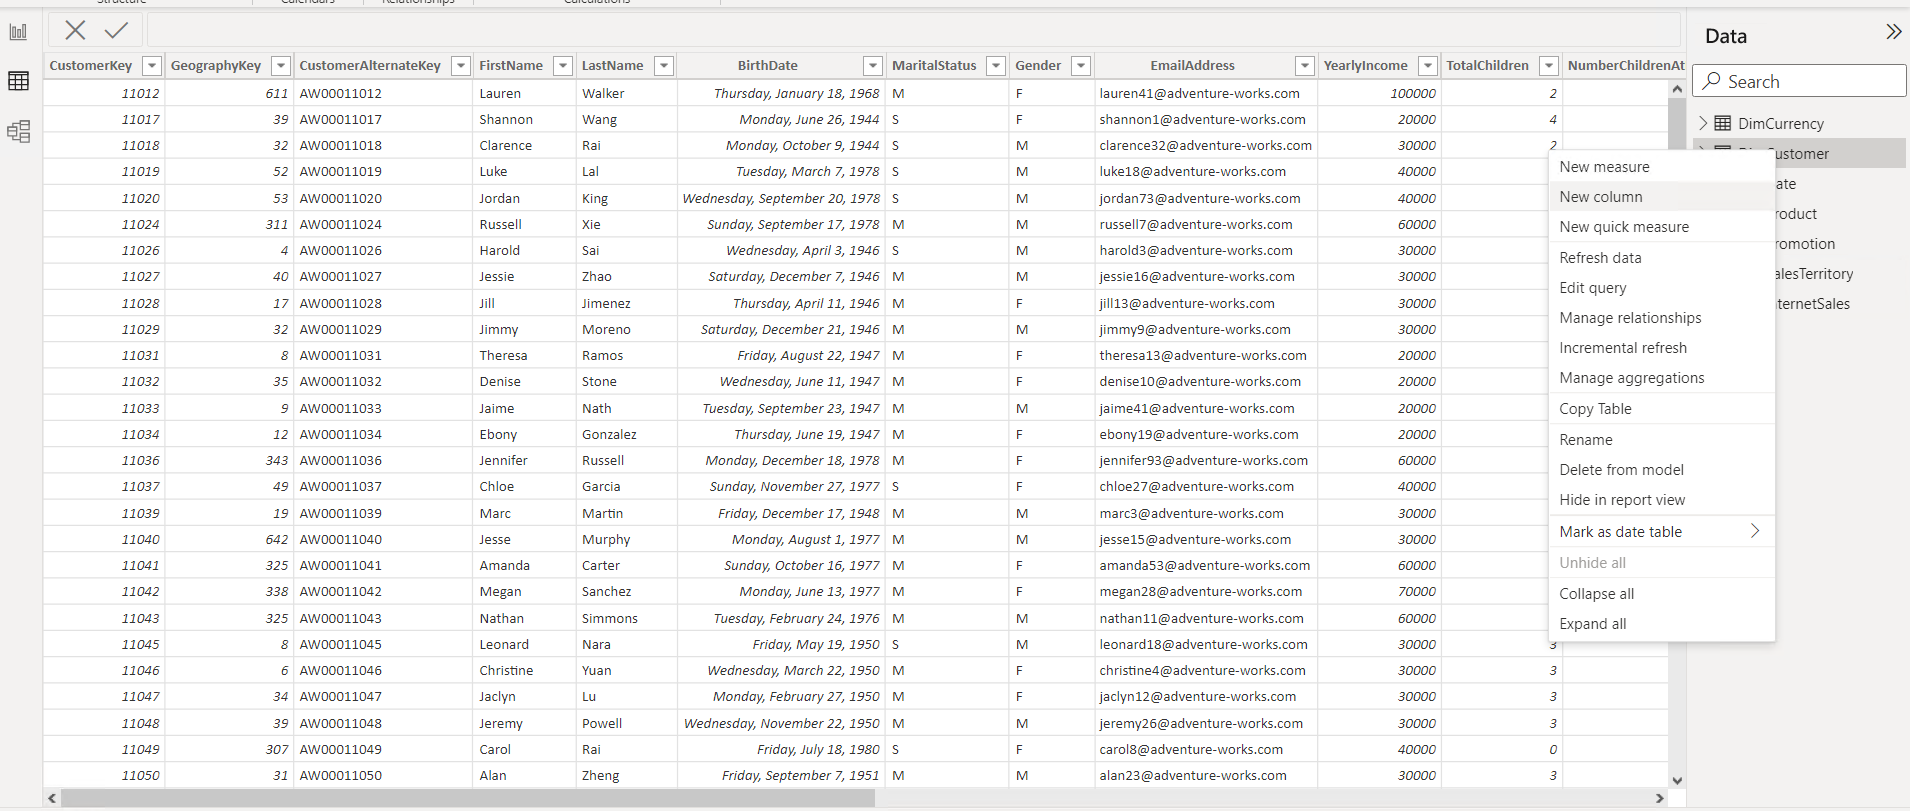 Structure Calendars Relationships Calculations
Data
CustomerKey GeographyKey CustomerAlternateKey FirstName LastName BirthDate MaritalStatus Gender EmailAddress YearlyIncome TotalChildren NumberChildrenAt
Search
11012 611 AW00011012 Lauren Walker Thursday, January 18, 1968 M F lauren41@adventure-works.com 100000 2
11017 39 AW00011017 Shannon Wang Monday, June 26, 1944 S F shannon1@adventure-works.com 20000 4
11018 32 AW00011018 Clarence Rai Monday, October 9, 1944 S M clarence32@adventure-works.com 30000 2
11019 52 AW00011019 Luke Lal Tuesday, March 7, 1978 S M luke18@adventure-works.com 40000
11020 53 AW00011020 Jordan King Wednesday, September 20, 1978 S M jordan73@adventure-works.com 40000
11024 311 AW00011024 Russell Xie Sunday, September 17, 1978 M M russell7@adventure-works.com 60000
11026 4 AW00011026 Harold Sai Wednesday, April 3, 1946 S M harold3@adventure-works.com 30000
11027 40 AW00011027 Jessie Zhao Saturday, December 7, 1946 M M jessie16@adventure-works.com 30000
11028 17 AW00011028 Jill Jimenez Thursday, April 11, 1946 M F jill13@adventure-works.com 30000
11029 32 AW00011029 Jimmy Moreno Saturday, December 21, 1946 M M jimmy9@adventure-works.com 30000
11031 8 AW00011031 Theresa Ramos Friday, August 22, 1947 M F theresa13@adventure-works.com 20000
11032 35 AW00011032 Denise Stone Wednesday, June 11, 1947 M F denise10@adventure-works.com 20000
11033 9 AW00011033 Jaime Nath Tuesday, September 23, 1947 M M jaime41@adventure-works.com 20000
11034 12 AW00011034 Ebony Gonzalez Thursday, June 19, 1947 M F ebony19@adventure-works.com 20000
11036 343 AW00011036 Jennifer Russell Monday, December 18, 1978 M F jennifer93@adventure-works.com 60000
11037 49 AW00011037 Chloe Garcia Sunday, November 27, 1977 S F chloe27@adventure-works.com 40000
11039 19 AW00011039 Marc Martin Friday, December 17, 1948 M M marc3@adventure-works.com 30000
11040 642 AW00011040 Jesse Murphy Monday, August 1, 1977 M M jesse15@adventure-works.com 30000
11041 325 AW00011041 Amanda Carter Sunday, October 16, 1977 M F amanda53@adventure-works.com 60000
11042 338 AW00011042 Megan Sanchez Monday, June 13, 1977 M F megan28@adventure-works.com 70000
11043 325 AW00011043 Nathan Simmons Tuesday, February 24, 1976 M M nathan11@adventure-works.com 60000
11045 8 AW00011045 Leonard Nara Friday, May 19, 1950 S M leonard18@adventure-works.com 30000 3
11046 6 AW00011046 Christine Yuan Wednesday, March 22, 1950 M F christine4@adventure-works.com 30000 3
11047 34 AW00011047 Jaclyn Lu Monday, February 27, 1950 M F jaclyn12@adventure-works.com 30000 3
11048 39 AW00011048 Jeremy Powell Wednesday, November 22, 1950 M M jeremy26@adventure-works.com 30000 3
11049 307 AW00011049 Carol Rai Friday, July 18, 1980 S F carol8@adventure-works.com 40000 0
11050 31 AW00011050 Alan Zheng Friday, September 7, 1951 M M alan23@adventure-works.com 30000 3
New measure
New column
New quick measure
Refresh data
Edit query
Manage relationships
Incremental refresh
Manage aggregations
Copy Table
Rename
Delete from model
Hide in report view
Mark as date table
Unhide all
Collapse all
Expand all
DimCurrency
DimCustomer
ate
roduct
romotion
alesTerritory
nternetSales